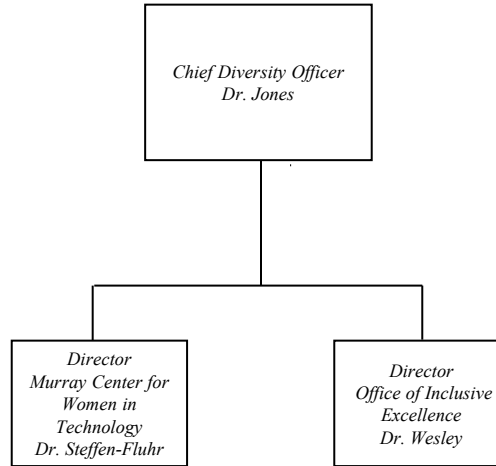 Chief Diversity Officer
Dr. Jones
Director
Murray Center for
Women in
Technology
Dr. Steffen-Fluhr
Director
Office of Inclusive
Excellence
Dr. Wesley